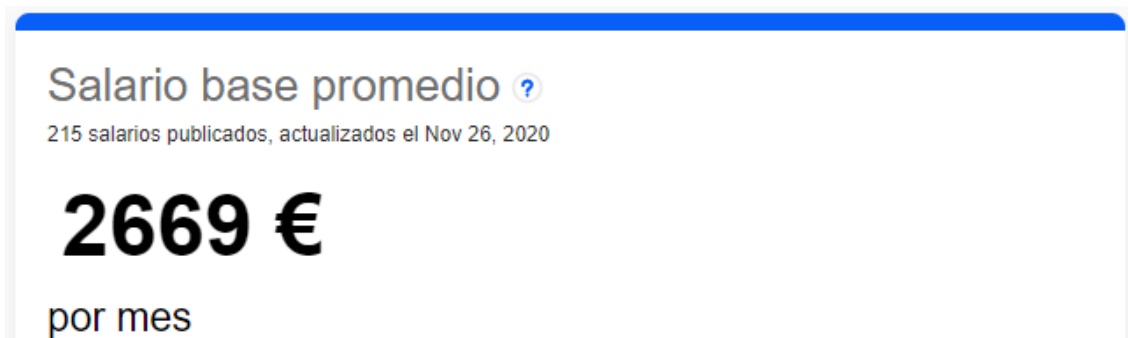 Salario base promedio ?
215 salarios publicados, actualizados el Nov 26, 2020
2669 €
por mes